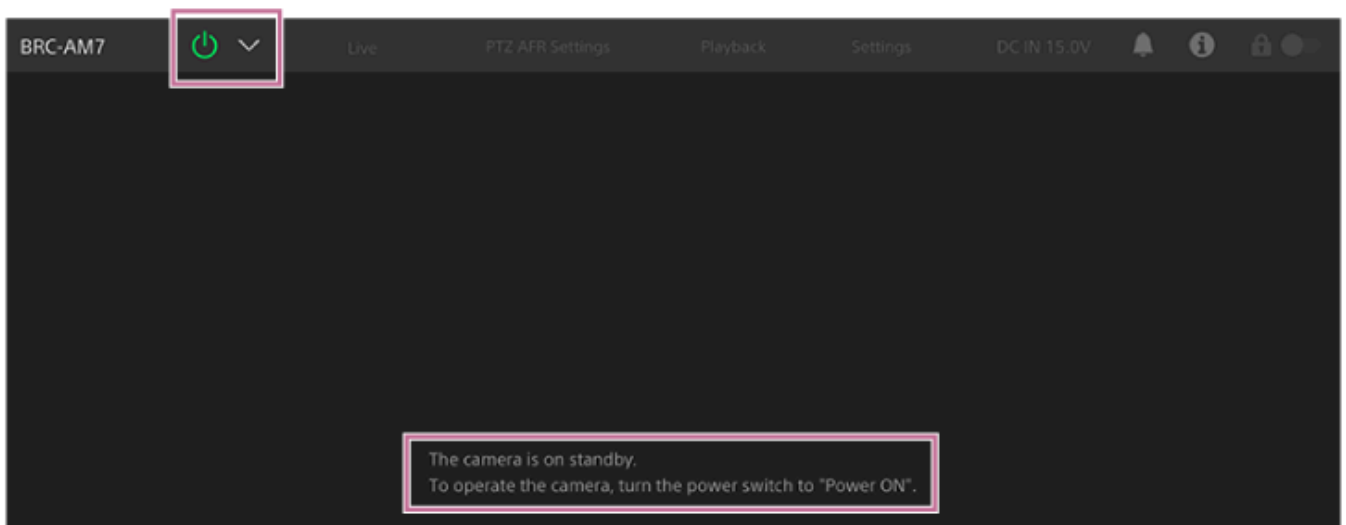 BRC-AM7 Live PTZ AFR Settings Playback Settings DC IN 15.0V
The camera is on standby.
To operate the camera, turn the power switch to "Power ON".